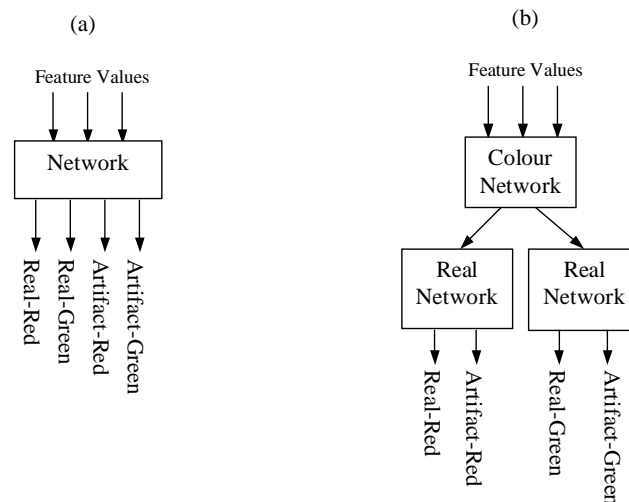 (a)
Feature Values
Network
Real-Red
Real-Green
Artifact-Red
Artifact-Green
(b)
Feature Values
Colour
Network
Real
Network
Real
Network
Real-Red
Artifact-Red
Real-Green
Artifact-Green